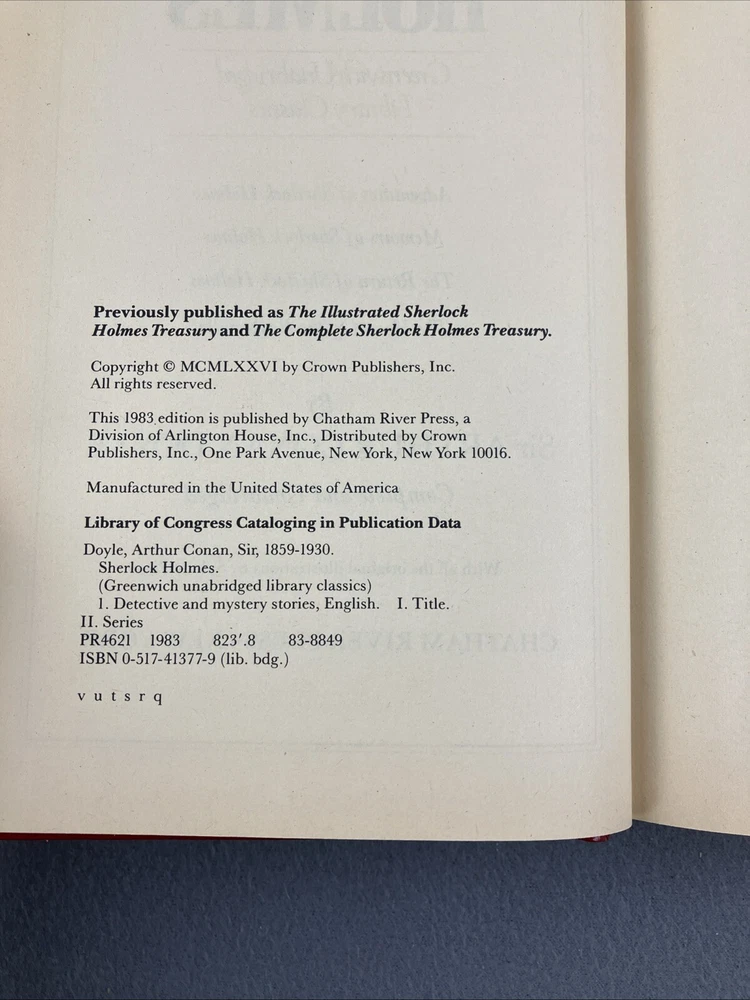 Previously published as The Illustrated Sherlock
Holmes Treasury and The Complete Sherlock Holmes Treasury.
Copyright © MCMLXXVI by Crown Publishers, Inc.
All rights reserved.
This 1983 edition is published by Chatham River Press, a
Division of Arlington House, Inc., Distributed by Crown
Publishers, Inc., One Park Avenue, New York, New York 10016.
Manufactured in the United States of America
Library of Congress Cataloging in Publication Data
Doyle, Arthur Conan, Sir, 1859-1930.
Sherlock Holmes.
(Greenwich unabridged library classics)
1. Detective and mystery stories, English. I. Title.
II. Series
PR4621 1983 823'.8 83-8849
ISBN 0-517-41377-9 (lib. bdg.)
v u t s r q